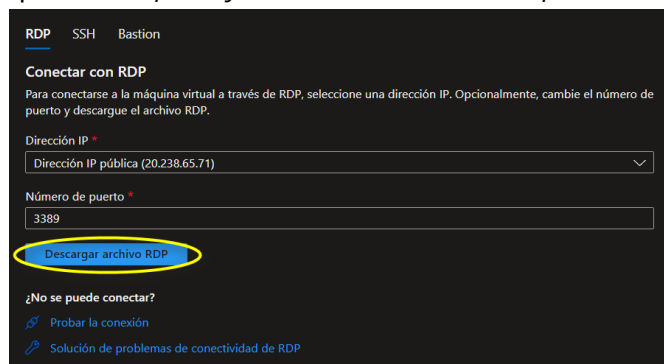 RDP SSH Bastion
Conectar con RDP
Para conectarse a la máquina virtual a través de RDP, seleccione una dirección IP. Opcionalmente, cambie el número de
puerto y descargue el archivo RDP.
Dirección IP *
Dirección IP pública (20.238.65.71)
Número de puerto *
3389
Descargar archivo RDP
¿No se puede conectar?
Probar la conexión
Solución de problemas de conectividad de RDP